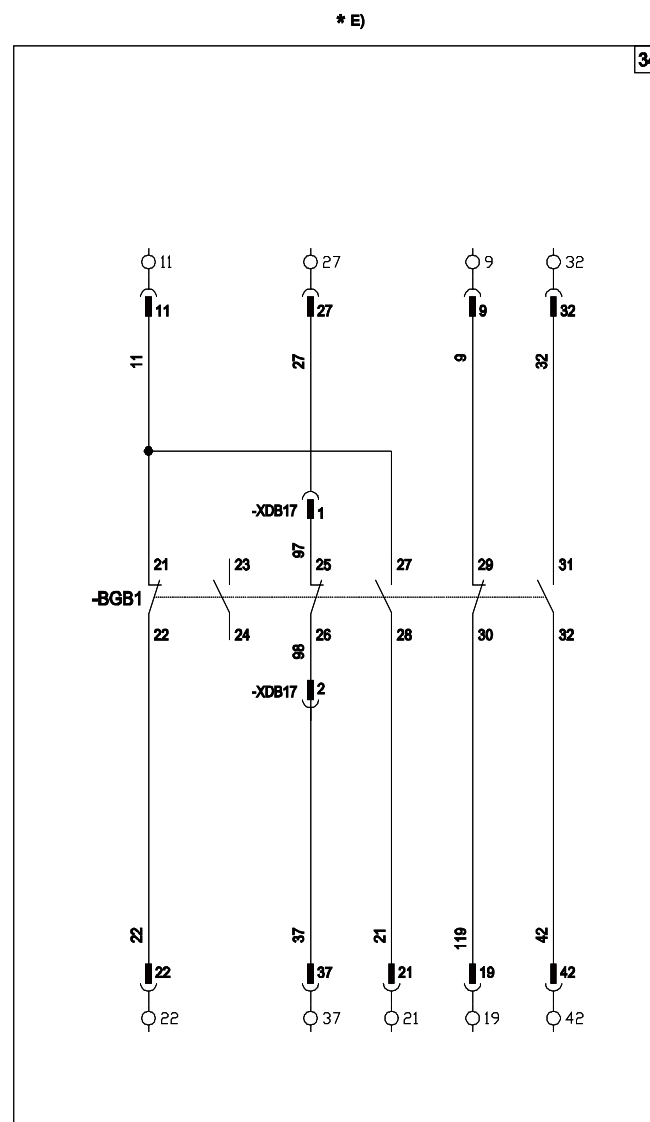 * E)
34
11 27 9 32
11 27 9 32
11 27 9 32
-XDB17 1
97
21 23 25 27 29 31
-BGB1
22 24 26 28 30 32
98
-XDB17 2
22 37 21 119 42
22 37 21 19 42
22 37 21 19 42